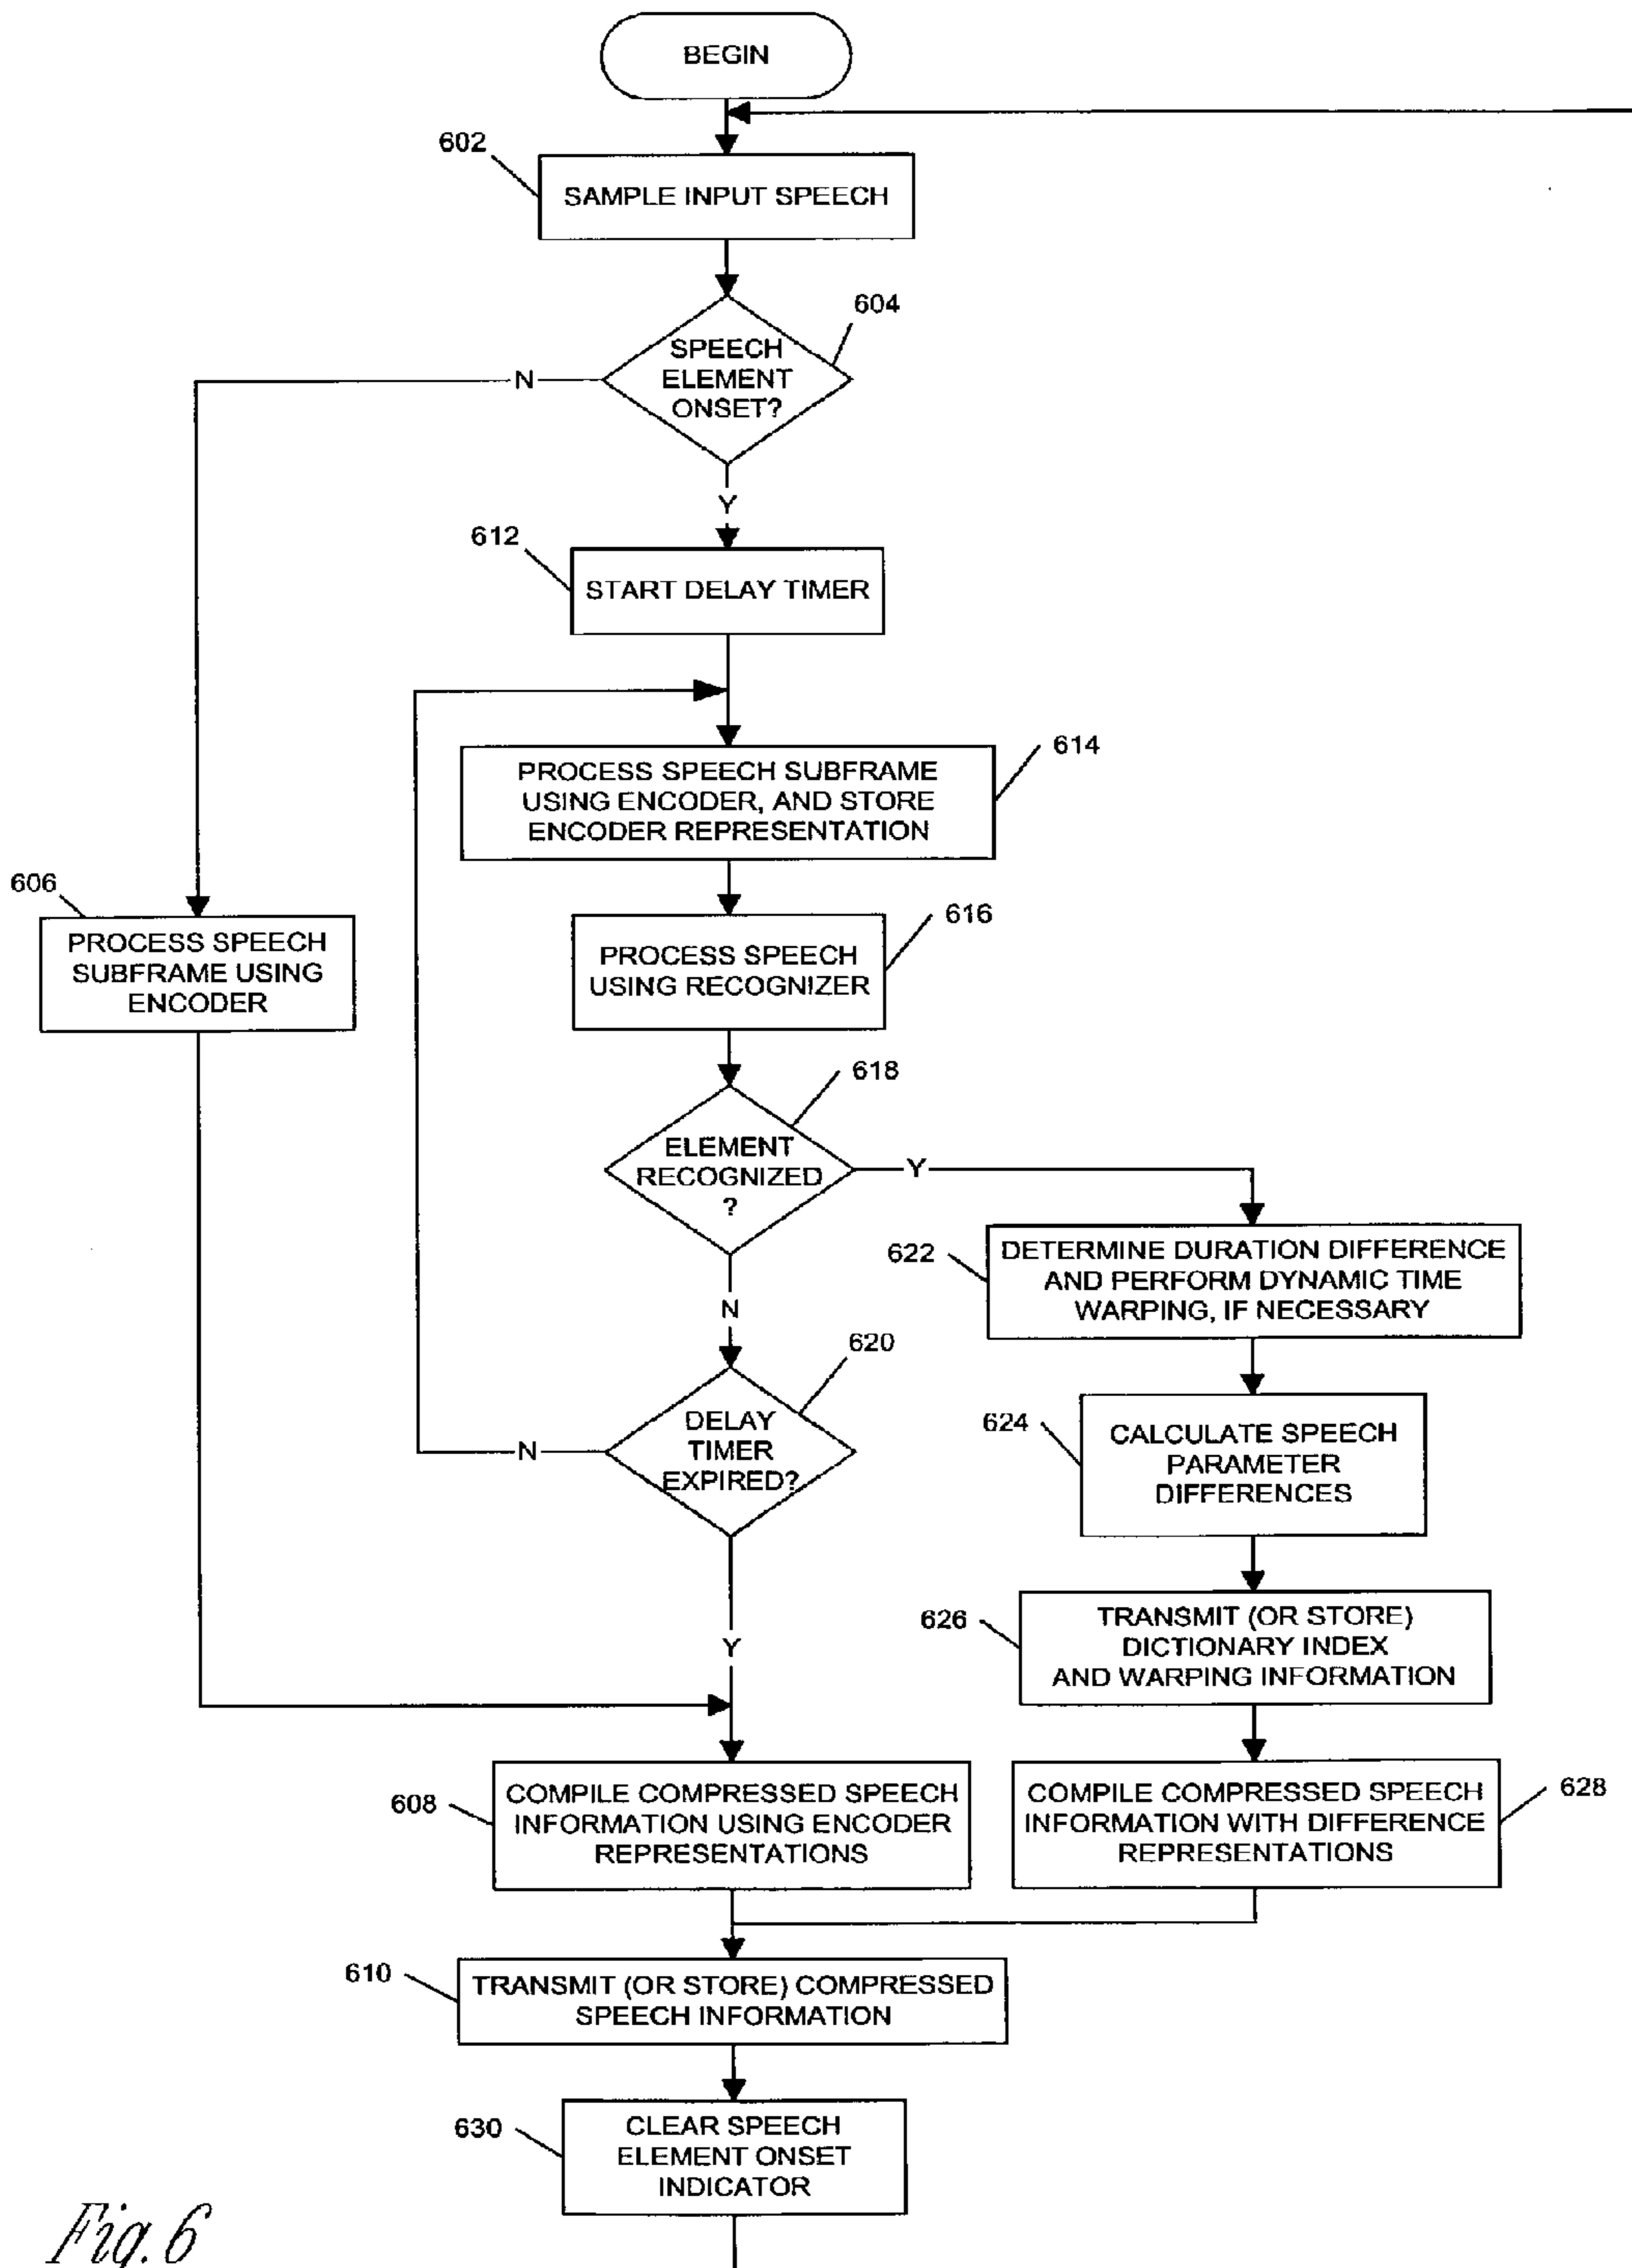 BEGIN
602
SAMPLE INPUT SPEECH
604
SPEECH
ELEMENT
ONSET?
N
Y
612
START DELAY TIMER
614
PROCESS SPEECH SUBFRAME
USING ENCODER, AND STORE
ENCODER REPRESENTATION
606
PROCESS SPEECH
SUBFRAME USING
ENCODER
616
PROCESS SPEECH
USING RECOGNIZER
618
ELEMENT
RECOGNIZED
?
Y
N
622
DETERMINE DURATION DIFFERENCE
AND PERFORM DYNAMIC TIME
WARPING, IF NECESSARY
620
DELAY
TIMER
EXPIRED?
N
Y
624
CALCULATE SPEECH
PARAMETER
DIFFERENCES
626
TRANSMIT (OR STORE)
DICTIONARY INDEX
AND WARPING INFORMATION
608
COMPILE COMPRESSED SPEECH
INFORMATION USING ENCODER
REPRESENTATIONS
628
COMPILE COMPRESSED SPEECH
INFORMATION WITH DIFFERENCE
REPRESENTATIONS
610
TRANSMIT (OR STORE) COMPRESSED
SPEECH INFORMATION
630
CLEAR SPEECH
ELEMENT ONSET
INDICATOR
Fig. 6